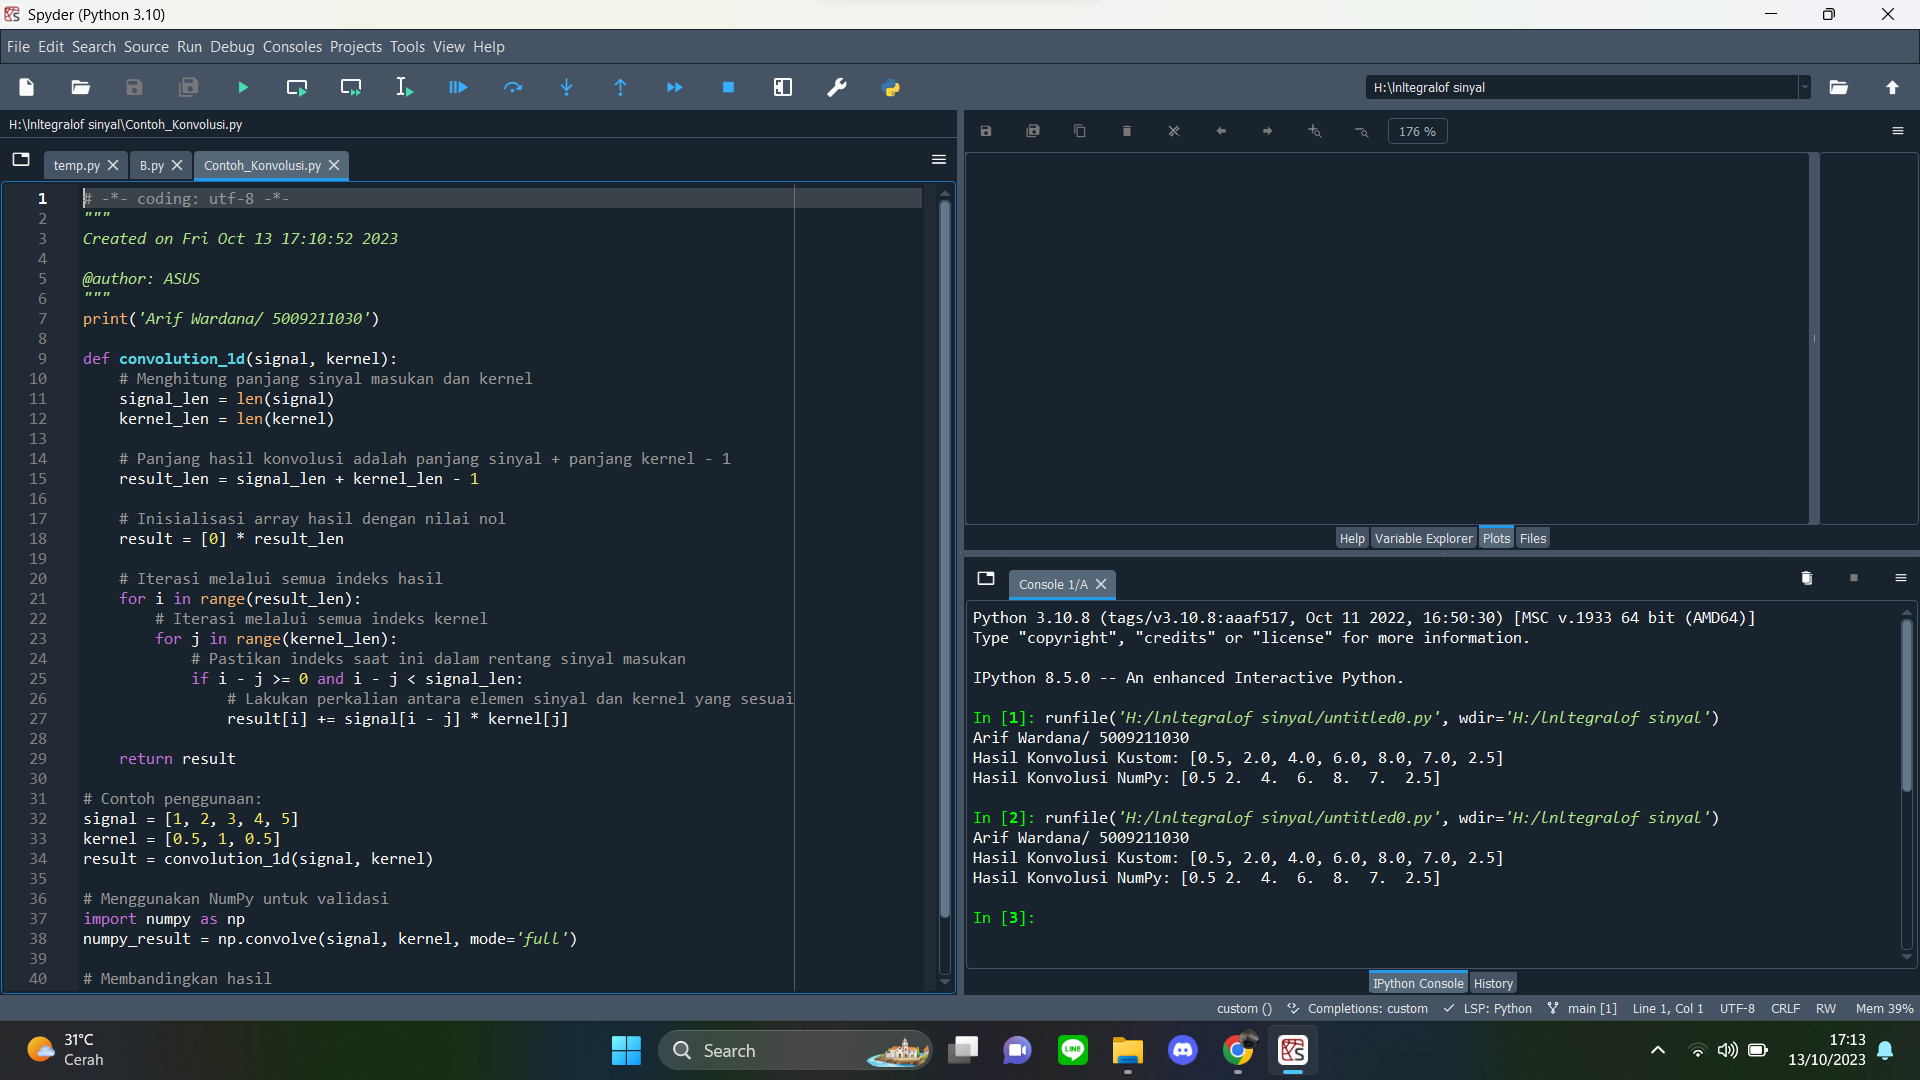 Spyder (Python 3.10)
File Edit Search Source Run Debug Consoles Projects Tools View Help
H:\lnltegralof sinyal
H:\lnltegralof sinyal\Contoh_Konvolusi.py
temp.py
B.py
Contoh_Konvolusi.py
1 # -*- coding: utf-8 -*-
2 """
3 Created on Fri Oct 13 17:10:52 2023
4
5 @author: ASUS
6 """
7 print('Arif Wardana/ 5009211030')
8
9 def convolution_1d(signal, kernel):
10 # Menghitung panjang sinyal masukan dan kernel
11 signal_len = len(signal)
12 kernel_len = len(kernel)
13
14 # Panjang hasil konvolusi adalah panjang sinyal + panjang kernel - 1
15 result_len = signal_len + kernel_len - 1
16
17 # Inisialisasi array hasil dengan nilai nol
18 result = [0] * result_len
19
20 # Iterasi melalui semua indeks hasil
21 for i in range(result_len):
22 # Iterasi melalui semua indeks kernel
23 for j in range(kernel_len):
24 # Pastikan indeks saat ini dalam rentang sinyal masukan
25 if i - j >= 0 and i - j < signal_len:
26 # Lakukan perkalian antara elemen sinyal dan kernel yang sesuai
27 result[i] += signal[i - j] * kernel[j]
28
29 return result
30
31 # Contoh penggunaan:
32 signal = [1, 2, 3, 4, 5]
33 kernel = [0.5, 1, 0.5]
34 result = convolution_1d(signal, kernel)
35
36 # Menggunakan NumPy untuk validasi
37 import numpy as np
38 numpy_result = np.convolve(signal, kernel, mode='full')
39
40 # Membandingkan hasil
176 %
Help Variable Explorer Plots Files
Console 1/A
Python 3.10.8 (tags/v3.10.8:aaaf517, Oct 11 2022, 16:50:30) [MSC v.1933 64 bit (AMD64)]
Type "copyright", "credits" or "license" for more information.
IPython 8.5.0 -- An enhanced Interactive Python.
In [1]: runfile('H:/lnltegralof sinyal/untitled0.py', wdir='H:/lnltegralof sinyal')
Arif Wardana/ 5009211030
Hasil Konvolusi Kustom: [0.5, 2.0, 4.0, 6.0, 8.0, 7.0, 2.5]
Hasil Konvolusi NumPy: [0.5 2. 4. 6. 8. 7. 2.5]
In [2]: runfile('H:/lnltegralof sinyal/untitled0.py', wdir='H:/lnltegralof sinyal')
Arif Wardana/ 5009211030
Hasil Konvolusi Kustom: [0.5, 2.0, 4.0, 6.0, 8.0, 7.0, 2.5]
Hasil Konvolusi NumPy: [0.5 2. 4. 6. 8. 7. 2.5]
In [3]:
IPython Console History
custom () Completions: custom LSP: Python main [1] Line 1, Col 1 UTF-8 CRLF RW Mem 39%
31°C
Cerah
Search
LINE
17:13
13/10/2023